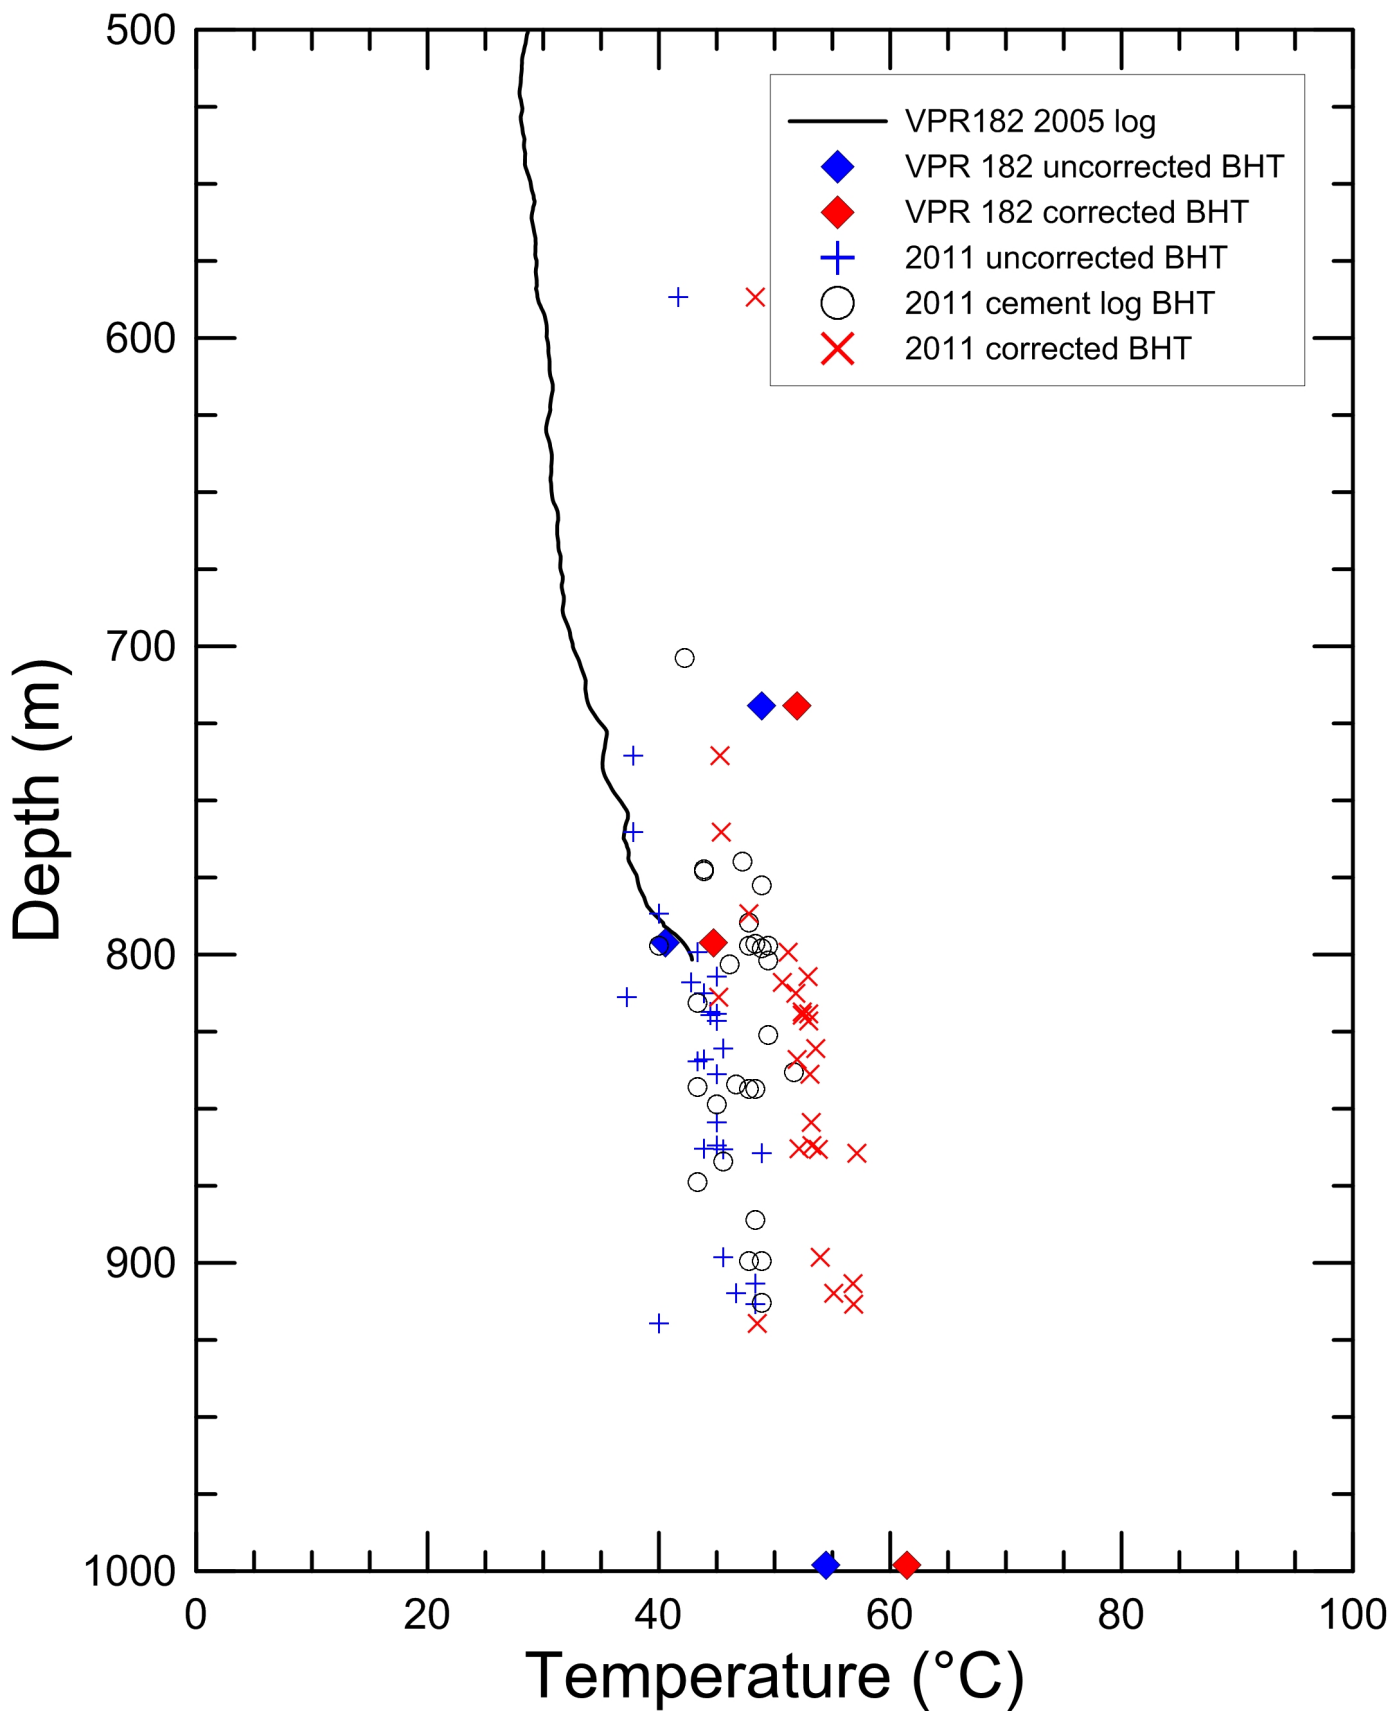 500
VPR182 2005 log
VPR 182 uncorrected BHT
VPR 182 corrected BHT
2011 uncorrected BHT
2011 cement log BHT
2011 corrected BHT
600
700
800
900
1000
Depth (m)
0 20 40 60 80 100
Temperature (°C)